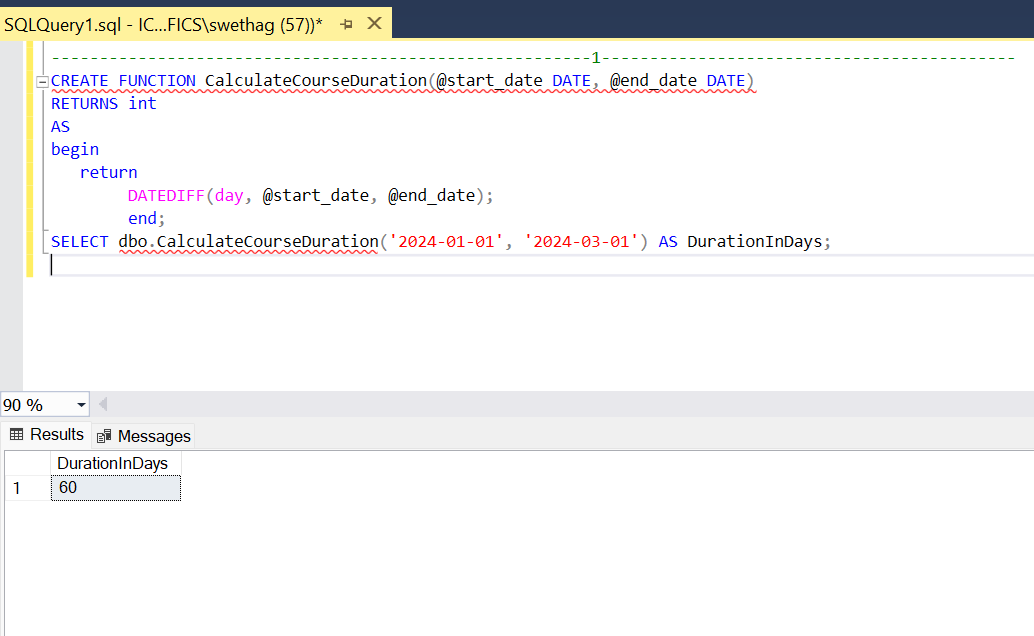 SQLQuery1.sql - IC...FICS\swethag (57))*
---------------------------------------------------------1--------------------------------------------
CREATE FUNCTION CalculateCourseDuration(@start_date DATE, @end_date DATE)
RETURNS int
AS
begin
return
DATEDIFF(day, @start_date, @end_date);
end;
SELECT dbo.CalculateCourseDuration('2024-01-01', '2024-03-01') AS DurationInDays;
90 %
Results Messages
DurationInDays
1 60